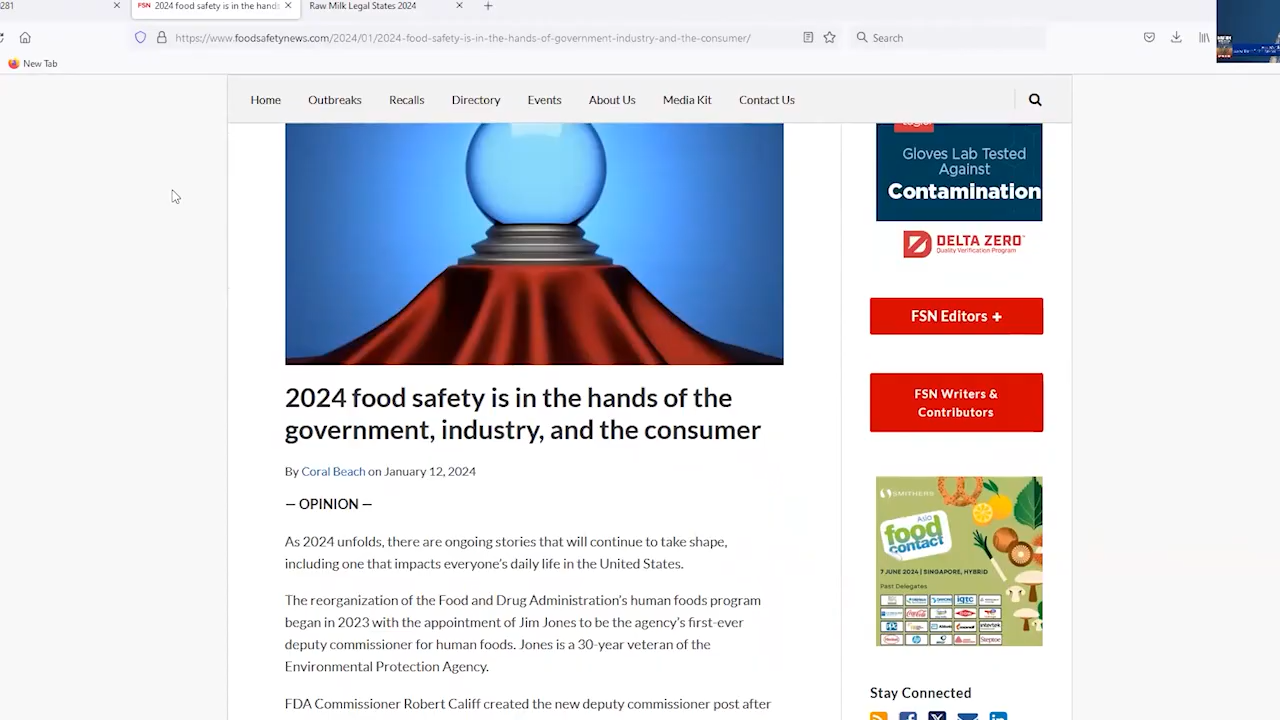 281
FSN 2024 food safety is in the hands
Raw Milk Legal States 2024
https://www.foodsafetynews.com/2024/01/2024-food-safety-is-in-the-hands-of-government-industry-and-the-consumer/
Search
New Tab
Home
Outbreaks
Recalls
Directory
Events
About Us
Media Kit
Contact Us
Gloves Lab Tested
Against
Contamination
DELTA ZERO
Quality Verification Program
FSN Editors +
FSN Writers &
Contributors
2024 food safety is in the hands of the
government, industry, and the consumer
By Coral Beach on January 12, 2024
— OPINION —
As 2024 unfolds, there are ongoing stories that will continue to take shape,
including one that impacts everyone's daily life in the United States.
The reorganization of the Food and Drug Administration's human foods program
began in 2023 with the appointment of Jim Jones to be the agency's first-ever
deputy commissioner for human foods. Jones is a 30-year veteran of the
Environmental Protection Agency.
FDA Commissioner Robert Califf created the new deputy commissioner post after
SMITHERS
Asia
food
contact
7 JUNE 2024 | SINGAPORE, HYBRID
Past Delegates
Stay Connected